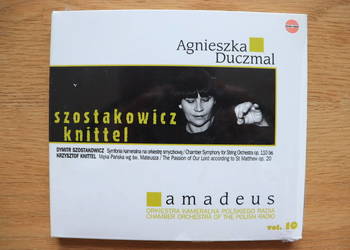 Agnieszka
Duczmal
szostakowicz
knittel
DYMITR SZOSTAKOWICZ Symfonia kameralna na orkiestrę smyczkową / Chamber Symphony for String Orchestra op. 110 bis
KRZYSZTOF KNITTEL Męka Pańska wg św. Mateusza / The Passion of Our Lord according to St Matthew op. 20
amadeus
ORKIESTRA KAMERALNA POLSKIEGO RADIA
CHAMBER ORCHESTRA OF THE POLISH RADIO
vol. 10